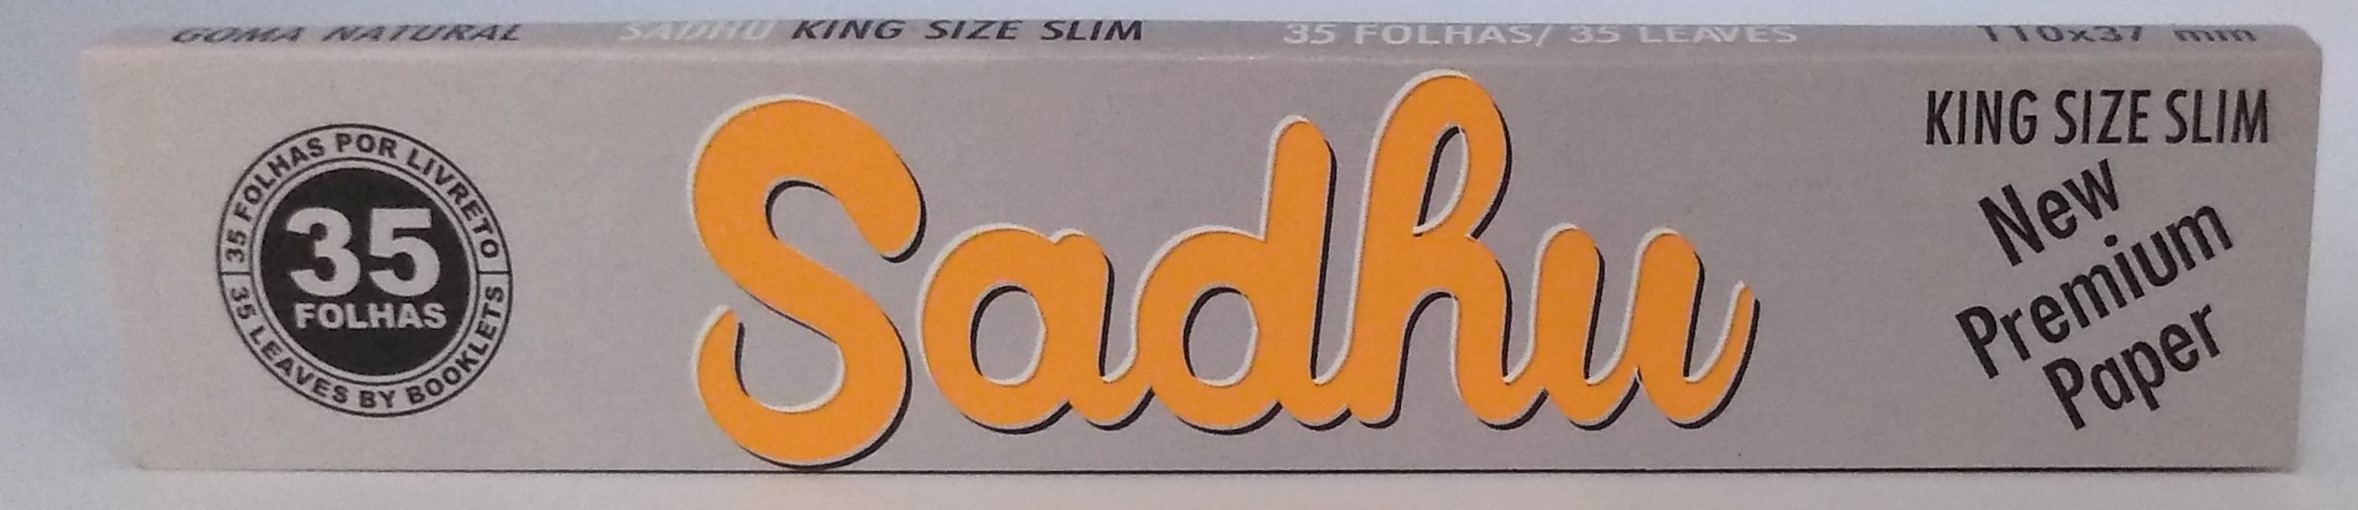 GOMA NATURAL SADHU KING SIZE SLIM 35 FOLHAS/ 35 LEAVES 110x37 mm
35 FOLHAS POR LIVRETO
35
FOLHAS
35 LEAVES BY BOOKLETS
Sadhu
KING SIZE SLIM
New
Premium
Paper